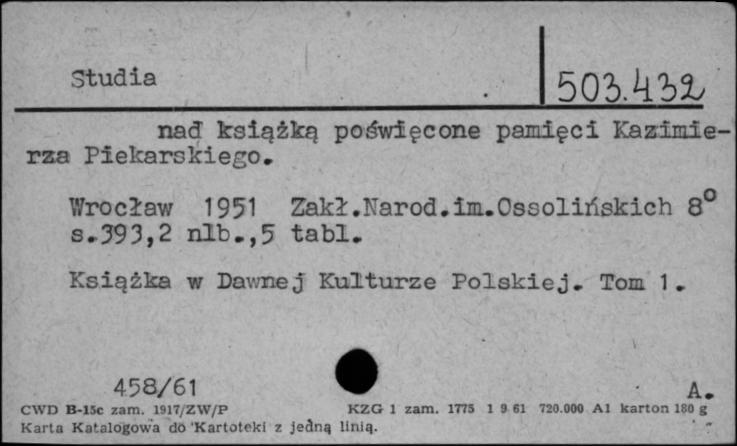 Studia
503.432
nad książką poświęcone pamięci Kazimie-
rza Piekarskiego.
Wrocław 1951 Zakł.Narod.im.Ossolińskich 8°
s.393,2 nlb.,5 tabl.
Książka w Dawnej Kulturze Polskiej. Tom 1.
458/61
A.
CWD B-15c zam. 1917/ZW/P KZG 1 zam. 1775 1 9 61 720.000 A1 karton 180 g
Karta Katalogowa do Kartoteki z jedną linią.